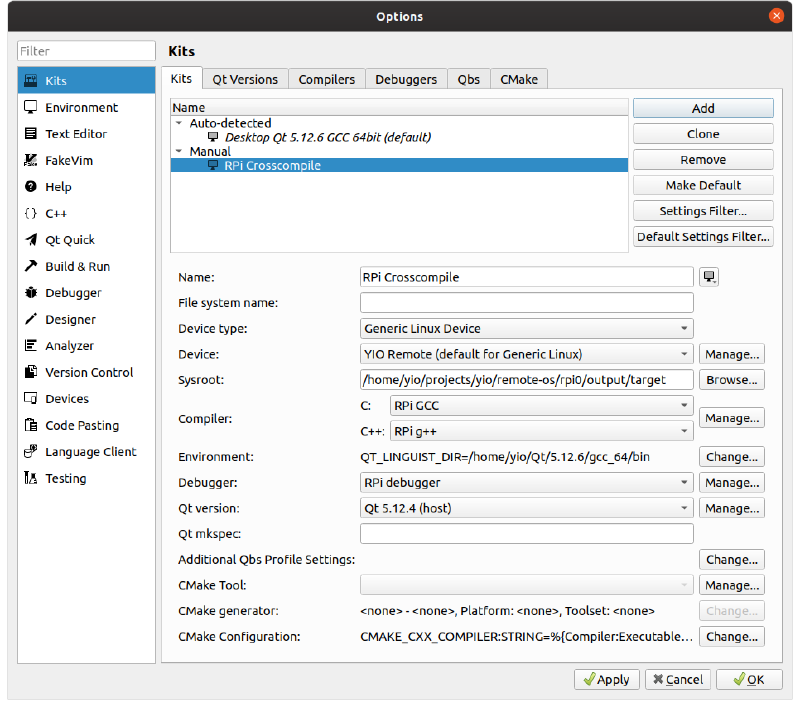 Options
Filter
Kits
Environment
Text Editor
FakeVim
Help
C++
Qt Quick
Build & Run
Debugger
Designer
Analyzer
Version Control
Devices
Code Pasting
Language Client
Testing
Kits
Kits Qt Versions Compilers Debuggers Qbs CMake
Name
Auto-detected
Desktop Qt 5.12.6 GCC 64bit (default)
Manual
RPi Crosscompile
Add
Clone
Remove
Make Default
Settings Filter...
Default Settings Filter...
Name: RPi Crosscompile
File system name:
Device type: Generic Linux Device
Device: YIO Remote (default for Generic Linux) Manage...
Sysroot: /home/yio/projects/yio/remote-os/rpi0/output/target Browse...
Compiler: C: RPi GCC Manage...
C++: RPi g++
Environment: QT_LINGUIST_DIR=/home/yio/Qt/5.12.6/gcc_64/bin Change...
Debugger: RPi debugger Manage...
Qt version: Qt 5.12.4 (host) Manage...
Qt mkspec:
Additional Qbs Profile Settings: Change...
CMake Tool: Manage...
CMake generator: <none> - <none>, Platform: <none>, Toolset: <none> Change...
CMake Configuration: CMAKE_CXX_COMPILER:STRING=%{Compiler:Executable... Change...
Apply Cancel OK